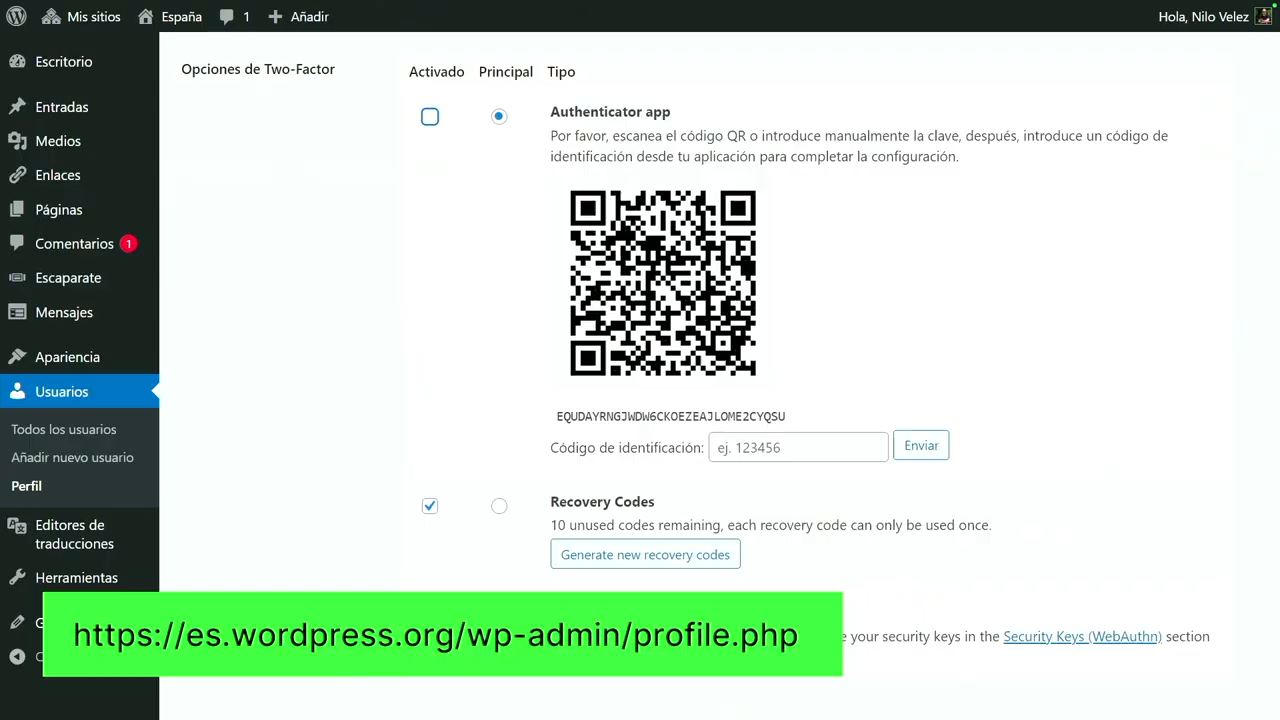 Mis sitios España 1 Añadir Hola, Nilo Velez
Escritorio
Entradas
Medios
Enlaces
Páginas
Comentarios 1
Escaparate
Mensajes
Apariencia
Usuarios
Todos los usuarios
Añadir nuevo usuario
Perfil
Editores de
traducciones
Herramientas
Opciones de Two-Factor
Activado Principal Tipo
Authenticator app
Por favor, escanea el código QR o introduce manualmente la clave, después, introduce un código de
identificación desde tu aplicación para completar la configuración.
EQUDAYRNGJWDW6CKOEZEAJLOME2CYQSU
Código de identificación: ej. 123456 Enviar
Recovery Codes
10 unused codes remaining, each recovery code can only be used once.
Generate new recovery codes
https://es.wordpress.org/wp-admin/profile.php
your security keys in the Security Keys (WebAuthn) section